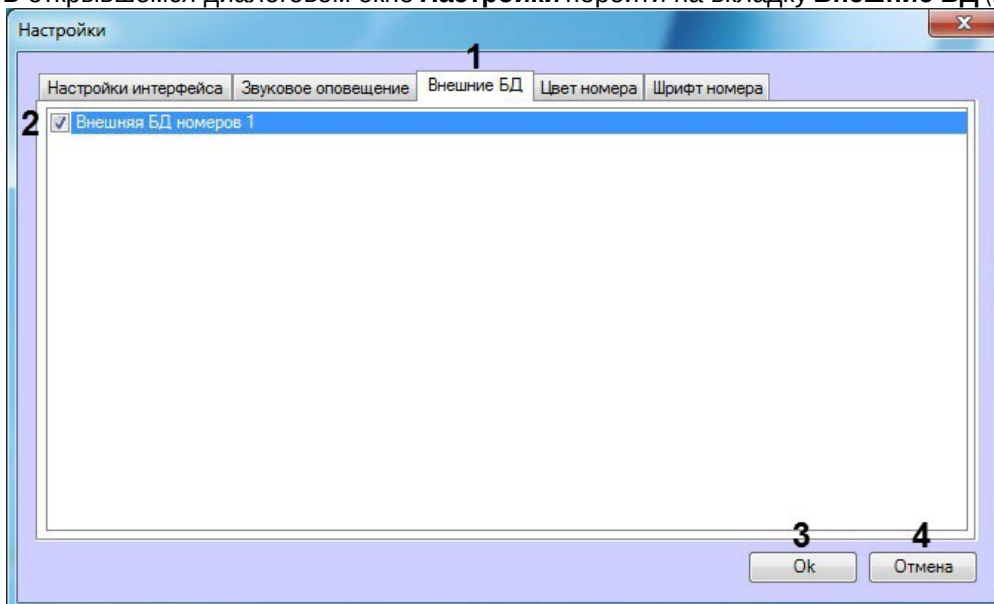 В открывшемся диалоговом окне Настройки перейти на вкладку Внешние БД (
Настройки
1
Настройки интерфейса Звуковое оповещение Внешние БД Цвет номера Шрифт номера
2 Внешняя БД номеров 1
3 4
Ok Отмена